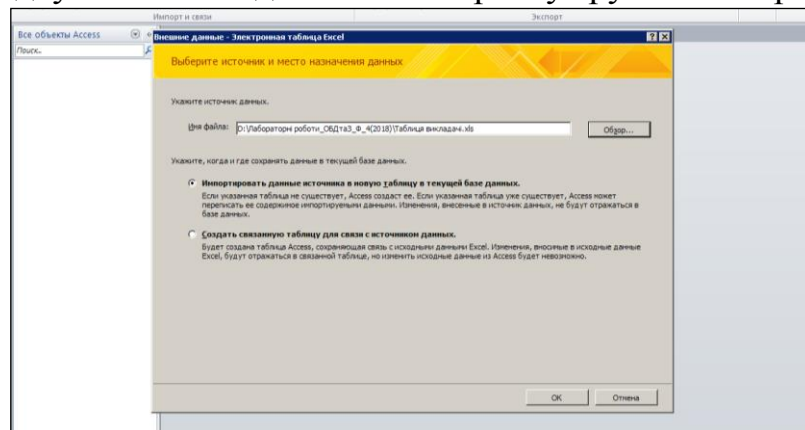 Импорт и связи
Экспорт
Все объекты Access
Поиск...
Внешние данные - Электронная таблица Excel
Выберите источник и место назначения данных
Укажите источник данных.
Имя файла: D:\Лабораторні роботи_ОБДтаЗ_Ф_4(2018)\Таблиця викладачі.xls
Обзор...
Укажите, когда и где сохранять данные в текущей базе данных.
Импортировать данные источника в новую таблицу в текущей базе данных.
Если указанная таблица не существует, Access создаст ее. Если указанная таблица уже существует, Access может
переписать ее содержимое импортируемыми данными. Изменения, внесенные в источник данных, не будут отражаться в
базе данных.
Создать связанную таблицу для связи с источником данных.
Будет создана таблица Access, сохраняющая связь с исходными данными Excel. Изменения, вносимые в исходные данные
Excel, будут отражаться в связанной таблице, но изменить исходные данные из Access будет невозможно.
ОК
Отмена